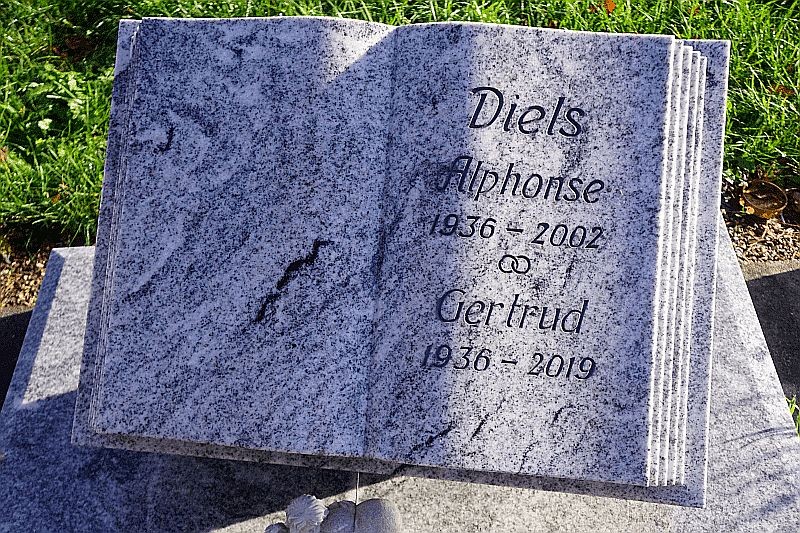 Diels
Alphonse
1936 – 2002
Gertrud
1936 – 2019